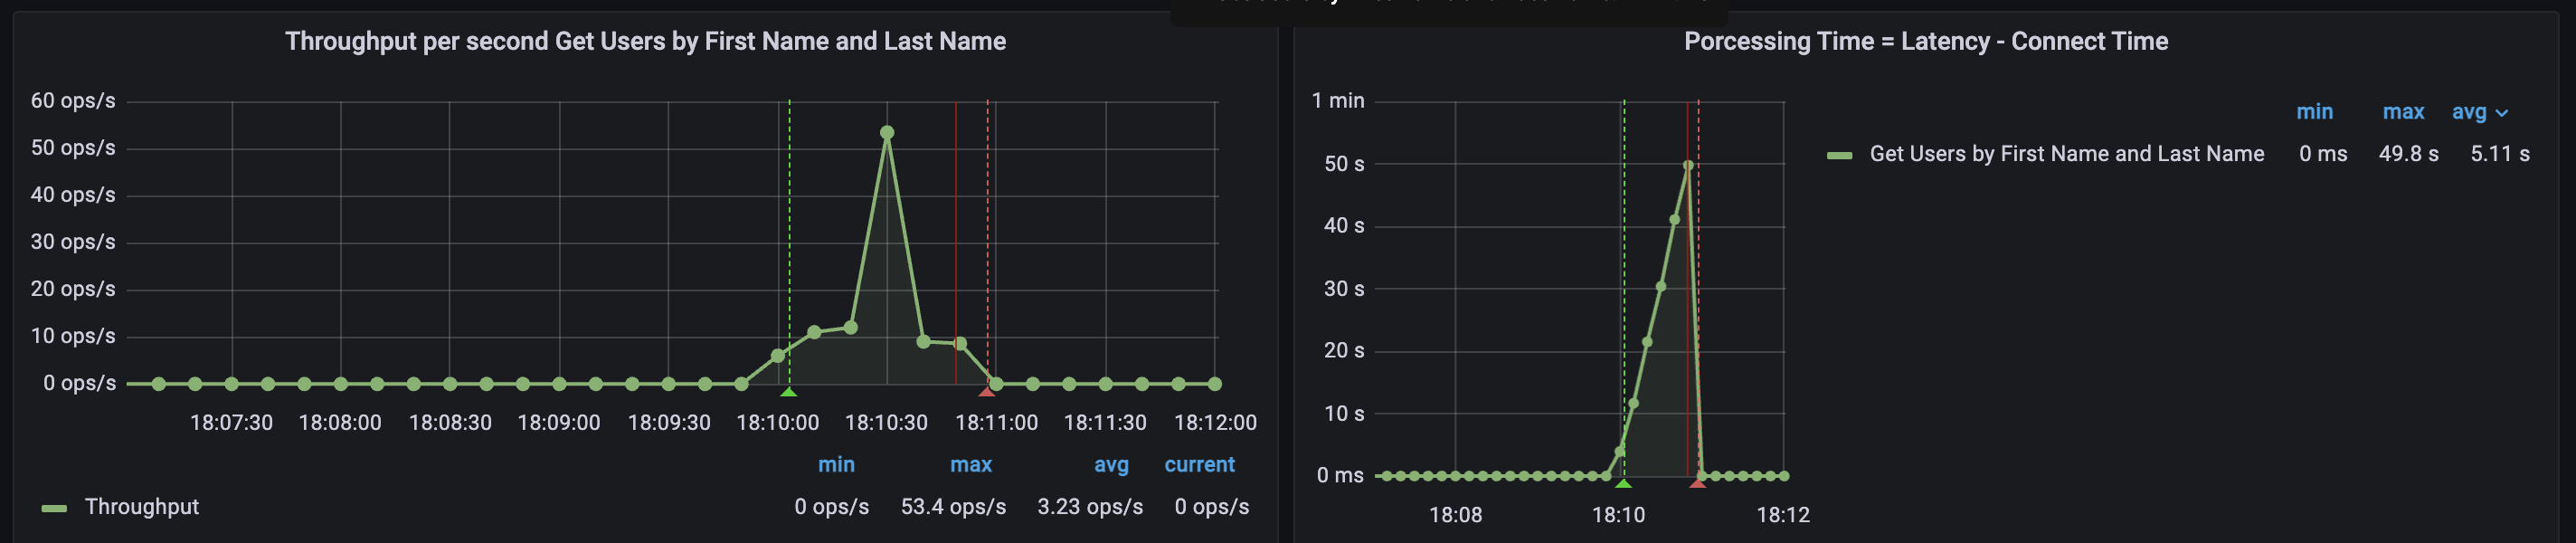 Throughput per second Get Users by First Name and Last Name
60 ops/s
50 ops/s
40 ops/s
30 ops/s
20 ops/s
10 ops/s
0 ops/s
18:07:30 18:08:00 18:08:30 18:09:00 18:09:30 18:10:00 18:10:30 18:11:00 18:11:30 18:12:00
min max avg current
Throughput 0 ops/s 53.4 ops/s 3.23 ops/s 0 ops/s
Porcessing Time = Latency - Connect Time
1 min
50 s
40 s
30 s
20 s
10 s
0 ms
18:08 18:10 18:12
min max avg
Get Users by First Name and Last Name 0 ms 49.8 s 5.11 s